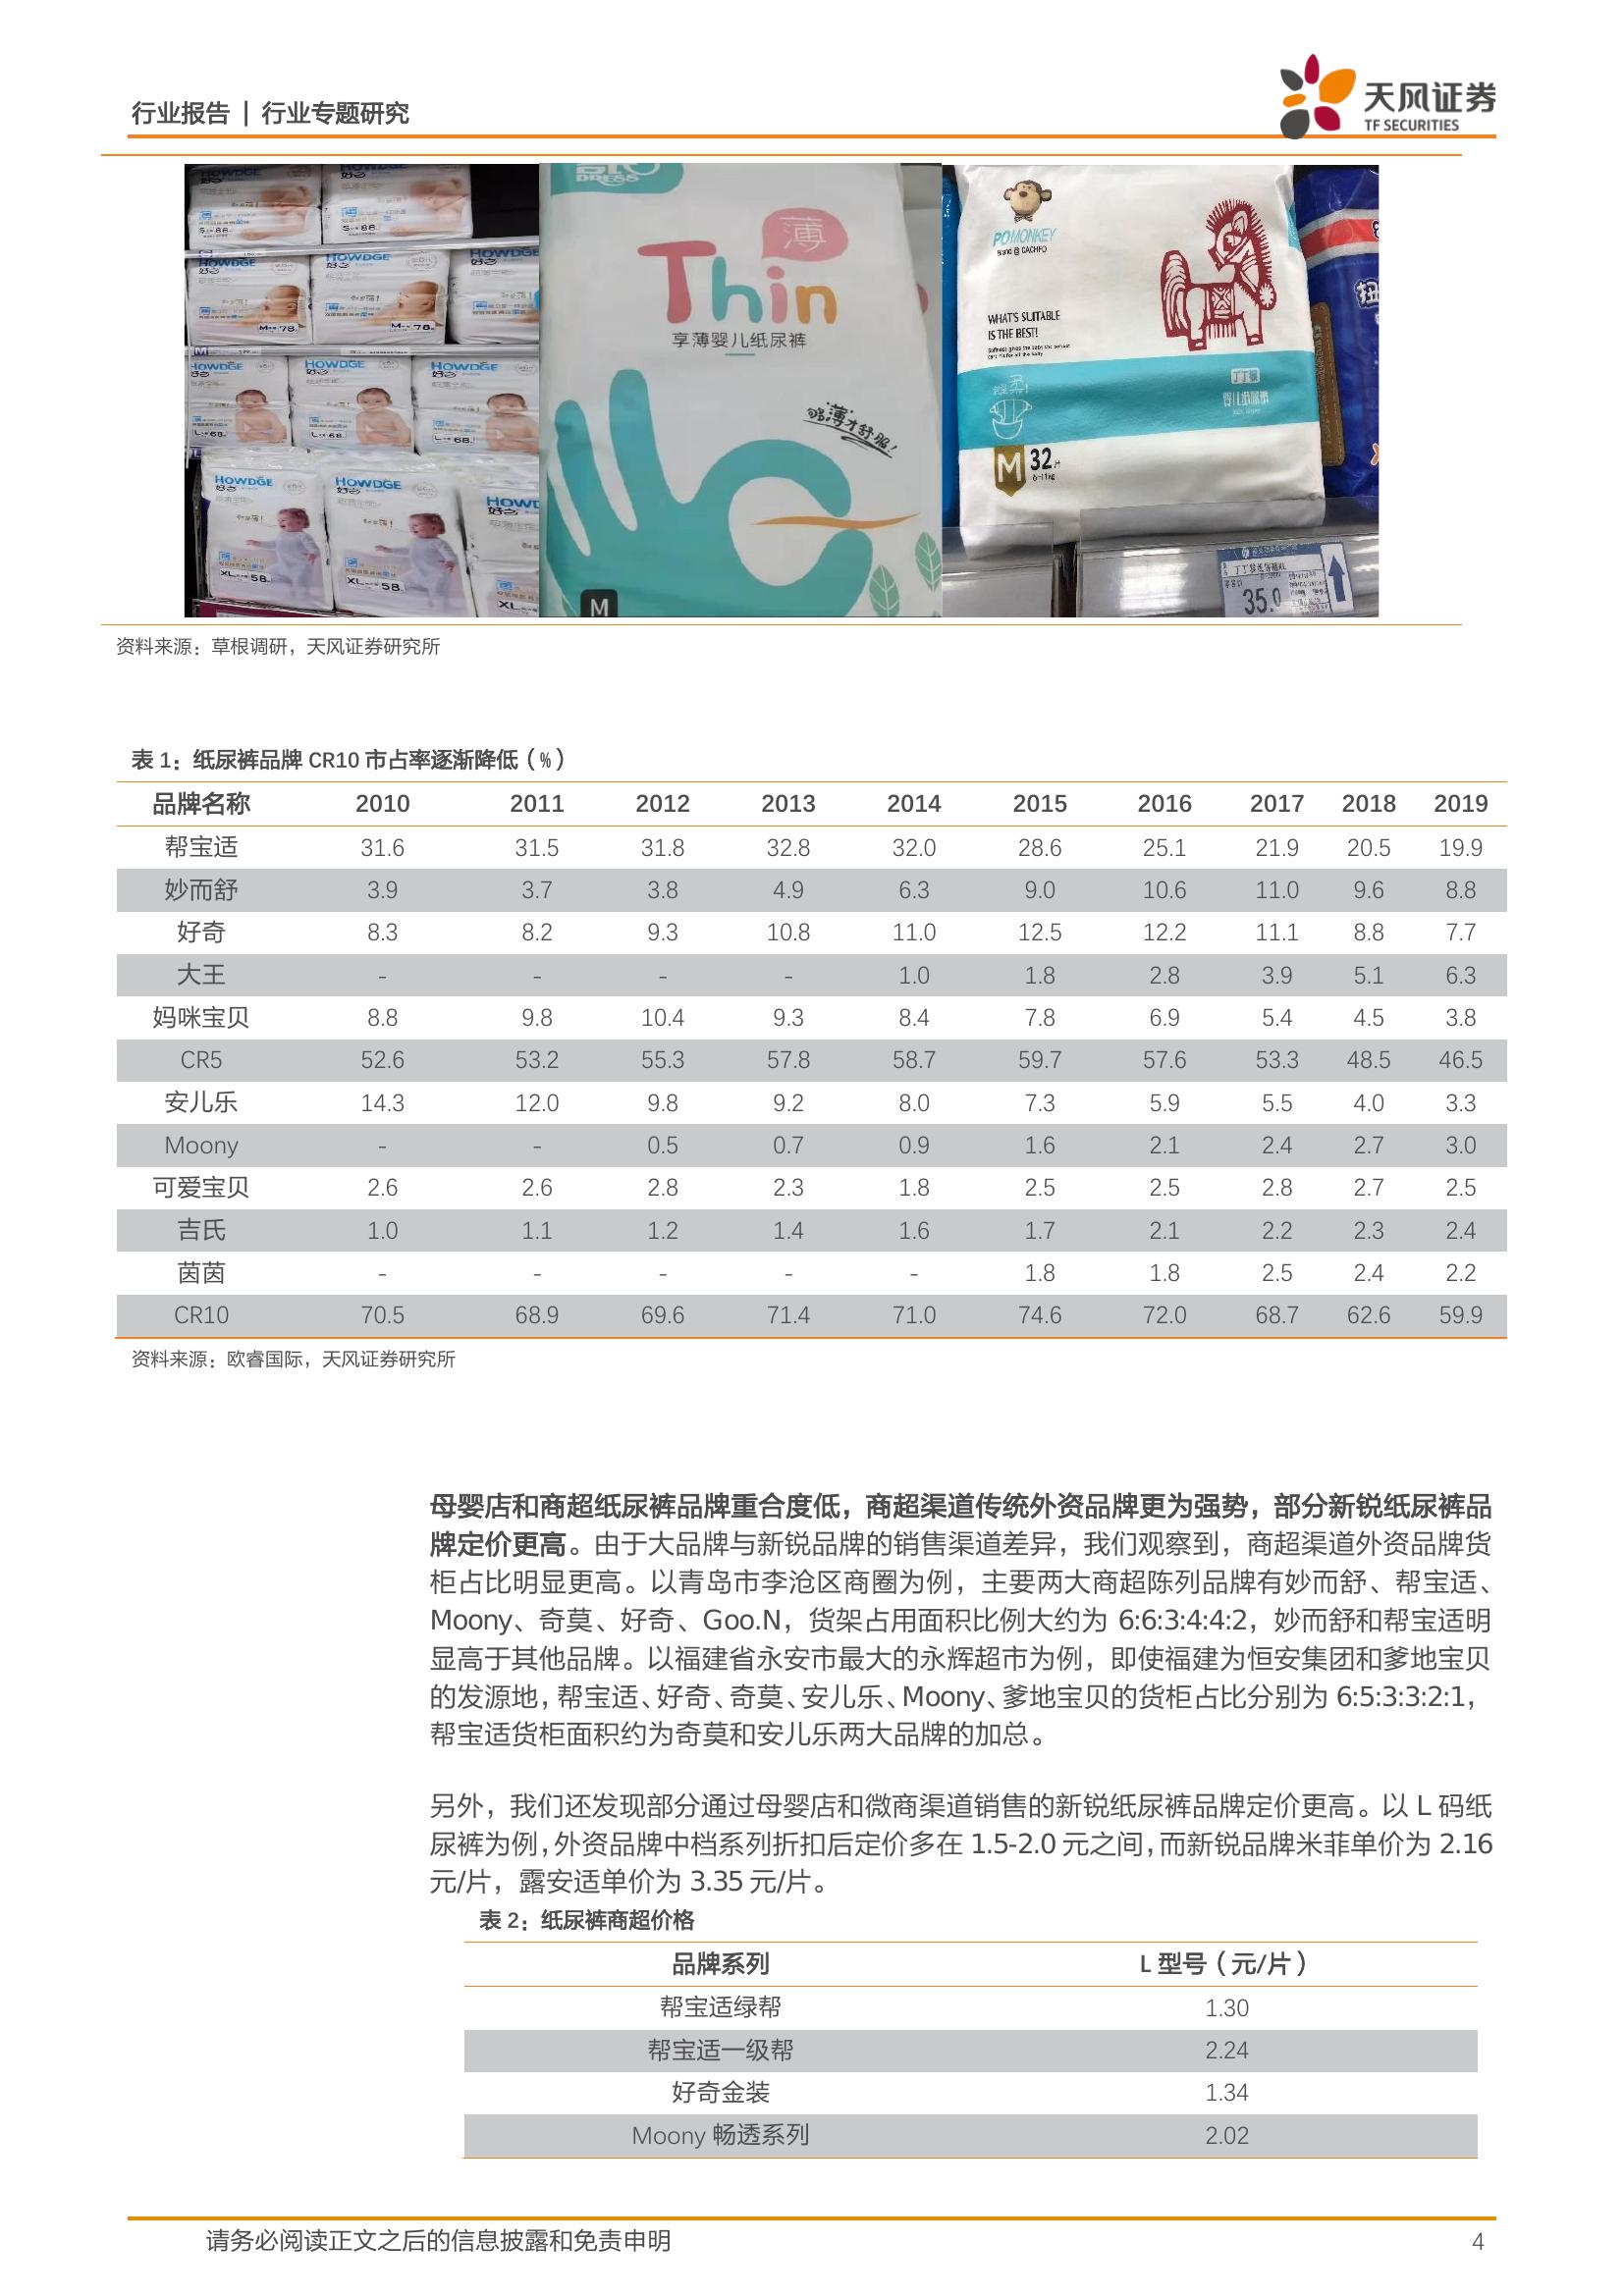 行业报告 | 行业专题研究
天风证券
TF SECURITIES
HOWDGE
好之
S 88
HOWDGE
好之
M 78
HOWDGE
好之
L 68
HOWDGE
好之
XL 58
DRESS
薄
Thin
享薄婴儿纸尿裤
够薄才舒服!
M
POMONKEY
Brand @ CACHFO
WHAT'S SUITABLE
IS THE BEST!
丁丁猴
婴儿纸尿裤
M 32片
6-11kg
35.0
资料来源：草根调研，天风证券研究所
表 1：纸尿裤品牌 CR10 市占率逐渐降低（%）
品牌名称 2010 2011 2012 2013 2014 2015 2016 2017 2018 2019
帮宝适 31.6 31.5 31.8 32.8 32.0 28.6 25.1 21.9 20.5 19.9
妙而舒 3.9 3.7 3.8 4.9 6.3 9.0 10.6 11.0 9.6 8.8
好奇 8.3 8.2 9.3 10.8 11.0 12.5 12.2 11.1 8.8 7.7
大王 - - - - 1.0 1.8 2.8 3.9 5.1 6.3
妈咪宝贝 8.8 9.8 10.4 9.3 8.4 7.8 6.9 5.4 4.5 3.8
CR5 52.6 53.2 55.3 57.8 58.7 59.7 57.6 53.3 48.5 46.5
安儿乐 14.3 12.0 9.8 9.2 8.0 7.3 5.9 5.5 4.0 3.3
Moony - - 0.5 0.7 0.9 1.6 2.1 2.4 2.7 3.0
可爱宝贝 2.6 2.6 2.8 2.3 1.8 2.5 2.5 2.8 2.7 2.5
吉氏 1.0 1.1 1.2 1.4 1.6 1.7 2.1 2.2 2.3 2.4
茵茵 - - - - - 1.8 1.8 2.5 2.4 2.2
CR10 70.5 68.9 69.6 71.4 71.0 74.6 72.0 68.7 62.6 59.9
资料来源：欧睿国际，天风证券研究所
母婴店和商超纸尿裤品牌重合度低，商超渠道传统外资品牌更为强势，部分新锐纸尿裤品
牌定价更高。由于大品牌与新锐品牌的销售渠道差异，我们观察到，商超渠道外资品牌货
柜占比明显更高。以青岛市李沧区商圈为例，主要两大商超陈列品牌有妙而舒、帮宝适、
Moony、奇莫、好奇、Goo.N，货架占用面积比例大约为 6:6:3:4:4:2，妙而舒和帮宝适明
显高于其他品牌。以福建省永安市最大的永辉超市为例，即使福建为恒安集团和爹地宝贝
的发源地，帮宝适、好奇、奇莫、安儿乐、Moony、爹地宝贝的货柜占比分别为 6:5:3:3:2:1，
帮宝适货柜面积约为奇莫和安儿乐两大品牌的加总。
另外，我们还发现部分通过母婴店和微商渠道销售的新锐纸尿裤品牌定价更高。以 L 码纸
尿裤为例，外资品牌中档系列折扣后定价多在 1.5-2.0 元之间，而新锐品牌米菲单价为 2.16
元/片，露安适单价为 3.35 元/片。
表 2：纸尿裤商超价格
品牌系列 L 型号（元/片）
帮宝适绿帮 1.30
帮宝适一级帮 2.24
好奇金装 1.34
Moony 畅透系列 2.02
请务必阅读正文之后的信息披露和免责申明 4